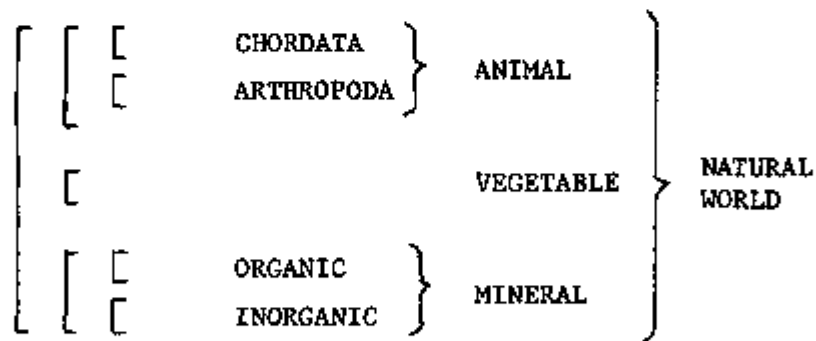 CHORDATA
ARTHROPODA
ANIMAL
VEGETABLE
NATURAL
WORLD
ORGANIC
INORGANIC
MINERAL